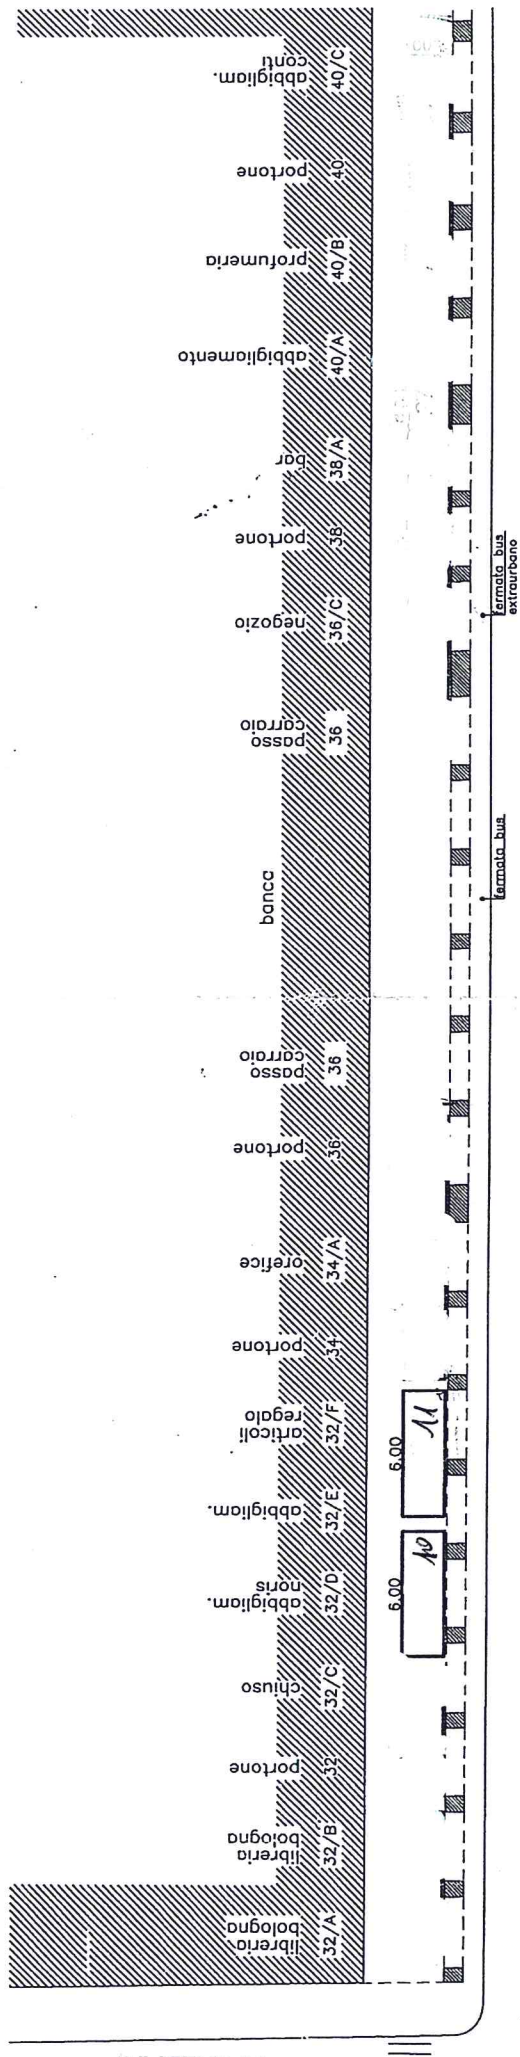 abbigliam.
conti
40/C
portone
40
profumeria
40/B
abbigliamento
40/A
bar
38/A
portone
38
negozio
36/C
passo
carraio
36
banca
passo
carraio
36
portone
36
orefice
34/A
portone
34
articoli
regalo
32/F
abbigliam.
32/E
abbigliam.
noris
32/D
chiuso
32/C
portone
32
libreria
bologna
32/B
libreria
bologna
32/A
fermata bus
extraurbano
fermata bus
6.00
11
6.00
10